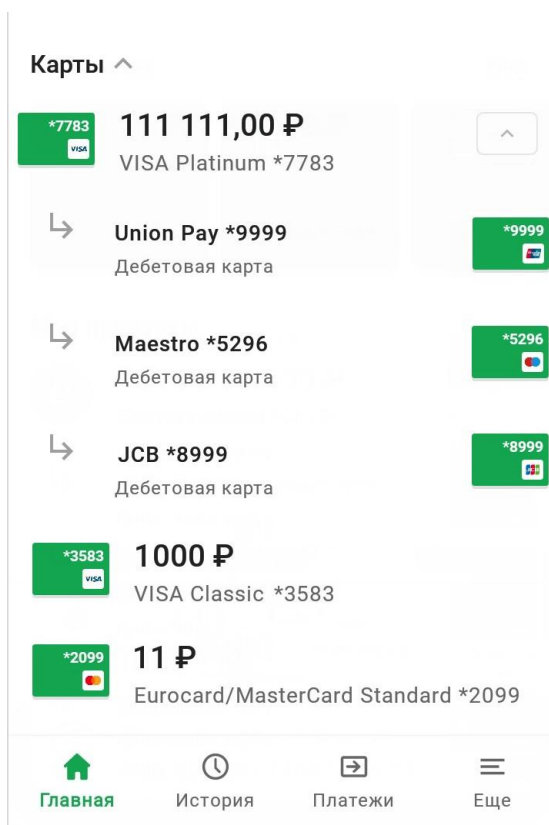 Карты
*7783
VISA
111 111,00 ₽
VISA Platinum *7783
Union Pay *9999
Дебетовая карта
*9999
Maestro *5296
Дебетовая карта
*5296
JCB *8999
Дебетовая карта
*8999
JCB
*3583
VISA
1000 ₽
VISA Classic *3583
*2099
11 ₽
Eurocard/MasterCard Standard *2099
Главная
История
Платежи
Еще